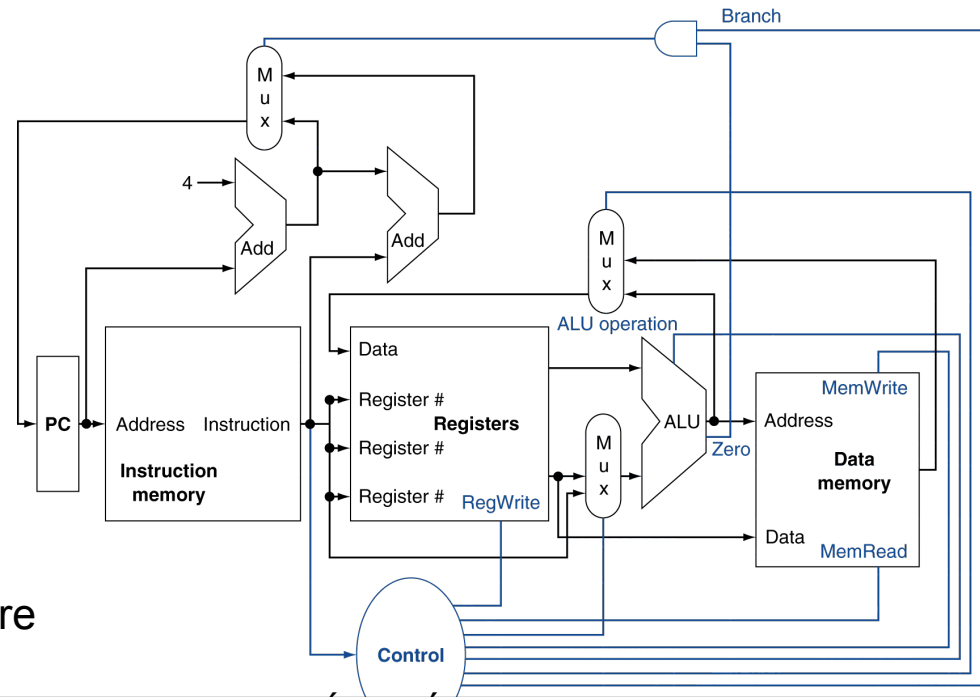 Branch
M
u
x
4
Add
Add
M
u
x
ALU operation
Data
MemWrite
PC
Address Instruction
Register #
Registers
ALU
Address
Register #
M
u
x
Zero
Data
memory
Instruction
memory
Register #
RegWrite
Data
MemRead
re
Control